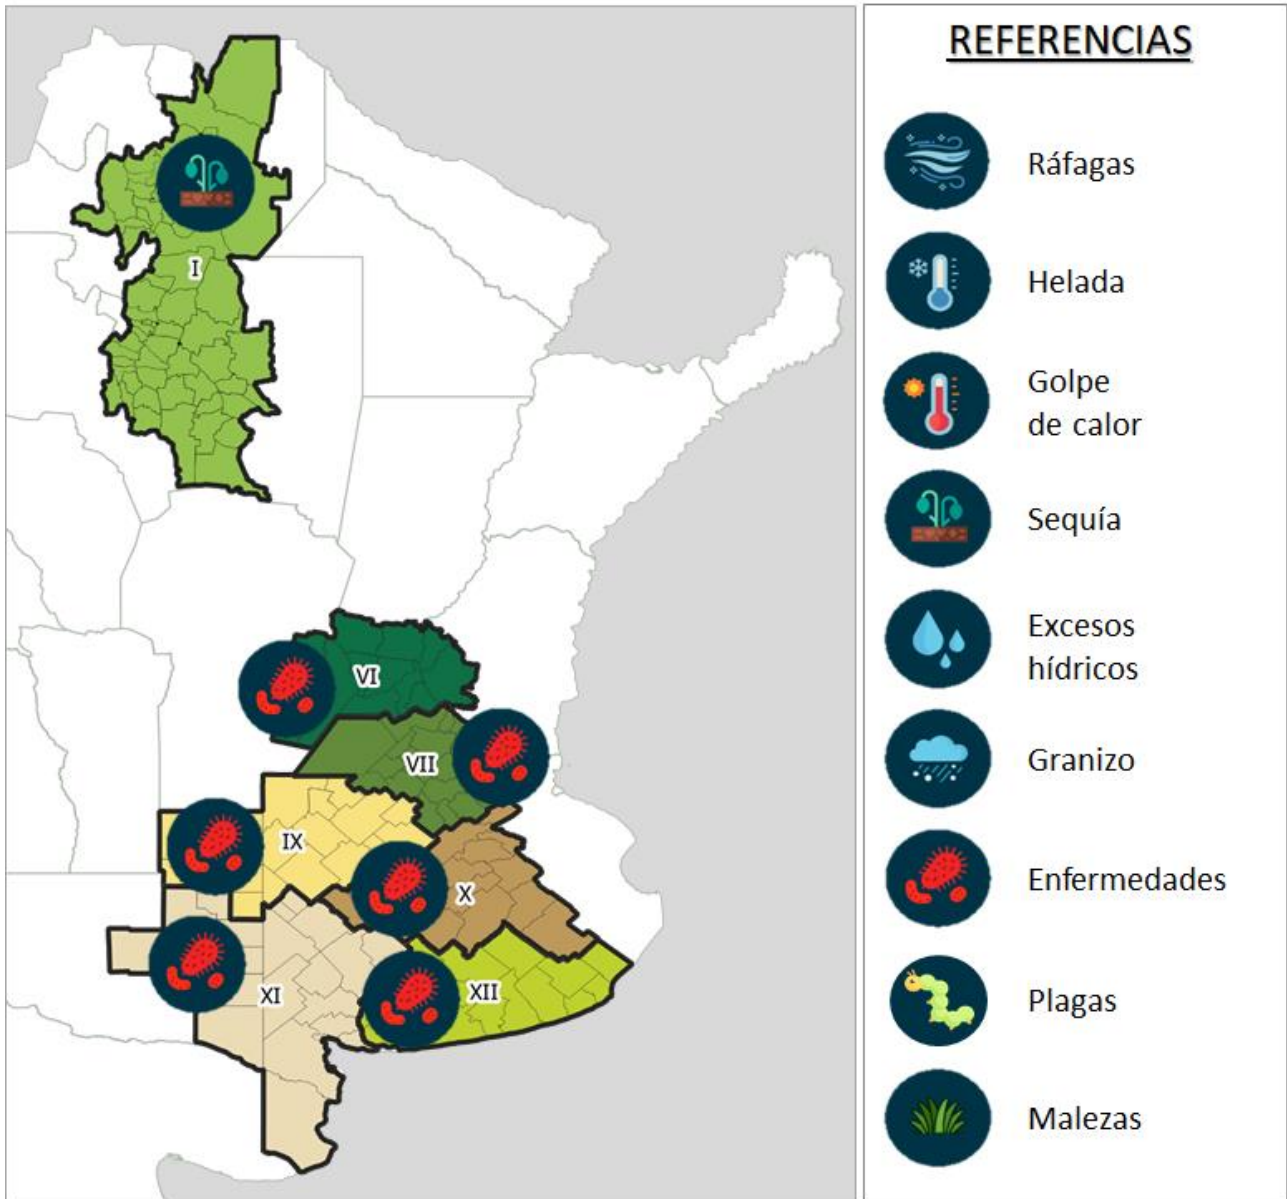 REFERENCIAS
Ráfagas
Helada
Golpe
de calor
Sequía
Excesos
hídricos
Granizo
Enfermedades
Plagas
Malezas
I
VI
VII
IX
X
XI
XII